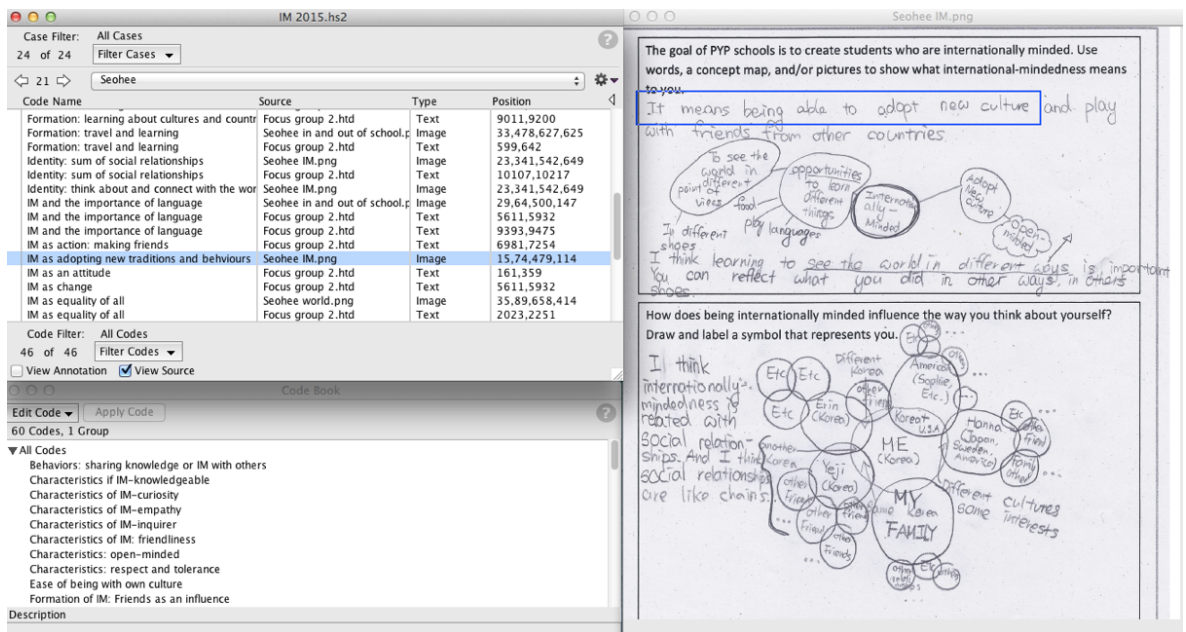 IM 2015.hs2
Case Filter: All Cases
24 of 24 Filter Cases
21 Seohee
Code Name Source Type Position
Formation: learning about cultures and countr Focus group 2.htd Text 9011,9200
Formation: travel and learning Seohee in and out of school.p Image 33,478,627,625
Formation: travel and learning Focus group 2.htd Text 599,642
Identity: sum of social relationships Seohee IM.png Image 23,341,542,649
Identity: sum of social relationships Focus group 2.htd Text 10107,10217
Identity: think about and connect with the wor Seohee IM.png Image 23,341,542,649
IM and the importance of language Seohee in and out of school.p Image 29,64,500,147
IM and the importance of language Focus group 2.htd Text 5611,5932
IM and the importance of language Focus group 2.htd Text 9393,9475
IM as action: making friends Focus group 2.htd Text 6981,7254
IM as adopting new traditions and behviours Seohee IM.png Image 15,74,479,114
IM as an attitude Focus group 2.htd Text 161,359
IM as change Focus group 2.htd Text 5611,5932
IM as equality of all Seohee world.png Image 35,89,658,414
IM as equality of all Focus group 2.htd Text 2023,2251
Code Filter: All Codes
46 of 46 Filter Codes
View Annotation View Source
Code Book
Edit Code Apply Code
60 Codes, 1 Group
All Codes
Behaviors: sharing knowledge or IM with others
Characteristics if IM-knowledgeable
Characteristics of IM-curiosity
Characteristics of IM-empathy
Characteristics of IM-inquirer
Characteristics of IM: friendliness
Characteristics: open-minded
Characteristics: respect and tolerance
Ease of being with own culture
Formation of IM: Friends as an influence
Description
Seohee IM.png
The goal of PYP schools is to create students who are internationally minded. Use
words, a concept map, and/or pictures to show what international-mindedness means
to you.
It means being able to adopt new culture and play
with friends from other countries
To see the
world in
different
point of
views
opportunities
to learn
different
things
Internation
ally-
Minded
Adopt
New
Culture
Open-
minded
food
play
languages
In different
shoes
I think learning to see the world in different ways is important
You can reflect what you did in other ways, in others
shoes.
How does being internationally minded influence the way you think about yourself?
Draw and label a symbol that represents you.
I think
internationally-
mindedness is
related with
social relation-
ships. And I think
social relationships
are like chains.
Etc
Etc
Etc
Different
Korea
other
friend
Erin
(Korea)
Etc
others
America
(Sophie,
Etc.)
others
...
Korea+
U.S.A
ME
(Korea)
Hanna
(Japan,
Sweden,
America)
Etc
other
friend
family
other
...
another
Korea
Yeji
(Korea)
other
Friend
other
Friend
other
friend
other
Friends
...
same Korea
MY
FAMILY
Different cultures
some interests
Etc
...